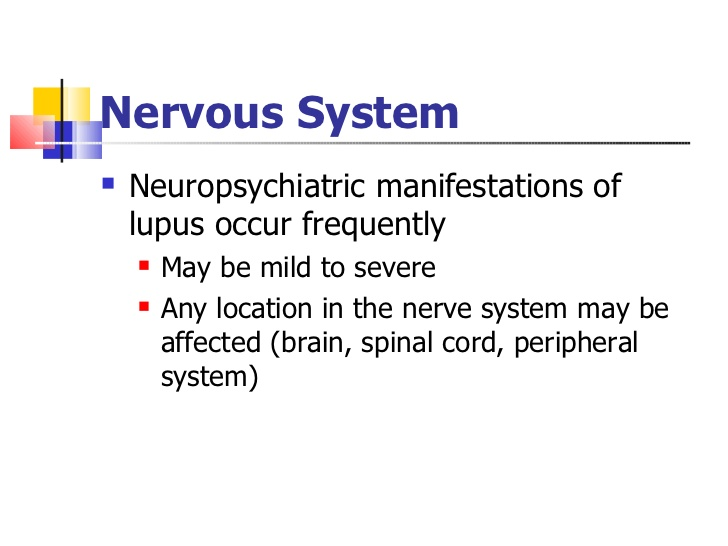 Nervous System
Neuropsychiatric manifestations of
lupus occur frequently
May be mild to severe
Any location in the nerve system may be
affected (brain, spinal cord, peripheral
system)